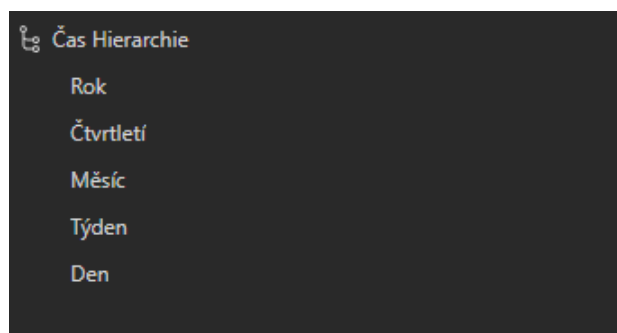 Čas Hierarchie
Rok
Čtvrtletí
Měsíc
Týden
Den